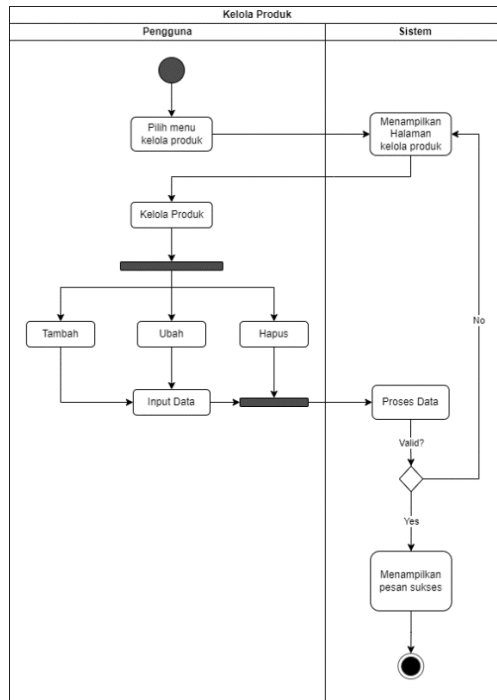 Kelola Produk
Pengguna
Sistem
Pilih menu
kelola produk
Menampilkan
Halaman
kelola produk
Kelola Produk
Tambah
Ubah
Hapus
No
Input Data
Proses Data
Valid?
Yes
Menampilkan
pesan sukses